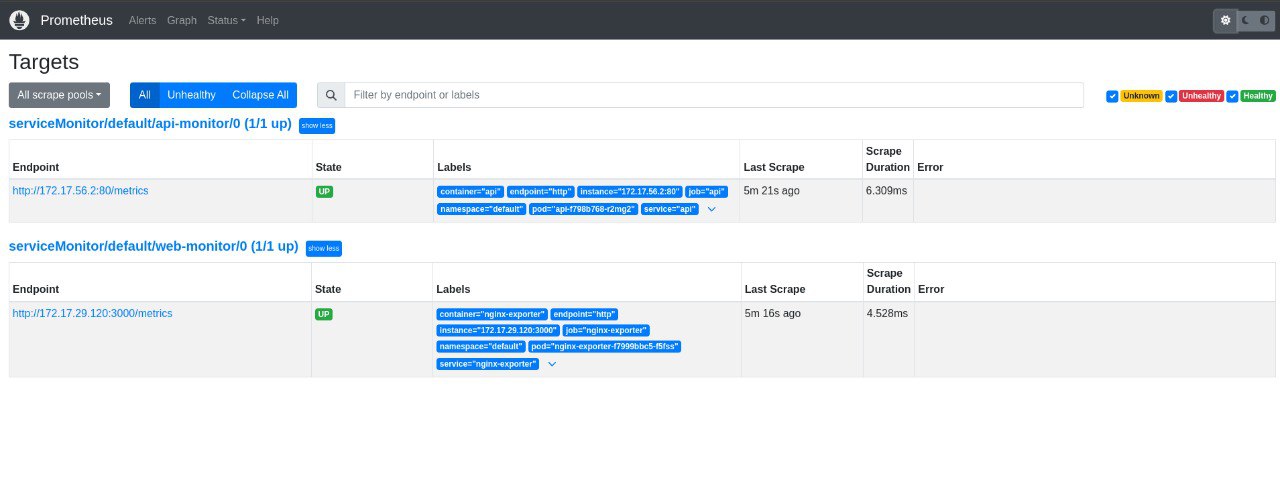 Prometheus Alerts Graph Status Help
Targets
All scrape pools All Unhealthy Collapse All Filter by endpoint or labels Unknown Unhealthy Healthy
serviceMonitor/default/api-monitor/0 (1/1 up) show less
Endpoint State Labels Last Scrape Scrape Duration Error
http://172.17.56.2:80/metrics UP container="api" endpoint="http" instance="172.17.56.2:80" job="api" 5m 21s ago 6.309ms
namespace="default" pod="api-f798b768-r2mg2" service="api"
serviceMonitor/default/web-monitor/0 (1/1 up) show less
Endpoint State Labels Last Scrape Scrape Duration Error
http://172.17.29.120:3000/metrics UP container="nginx-exporter" endpoint="http" 5m 16s ago 4.528ms
instance="172.17.29.120:3000" job="nginx-exporter"
namespace="default" pod="nginx-exporter-f7999bbc5-f5fss"
service="nginx-exporter"